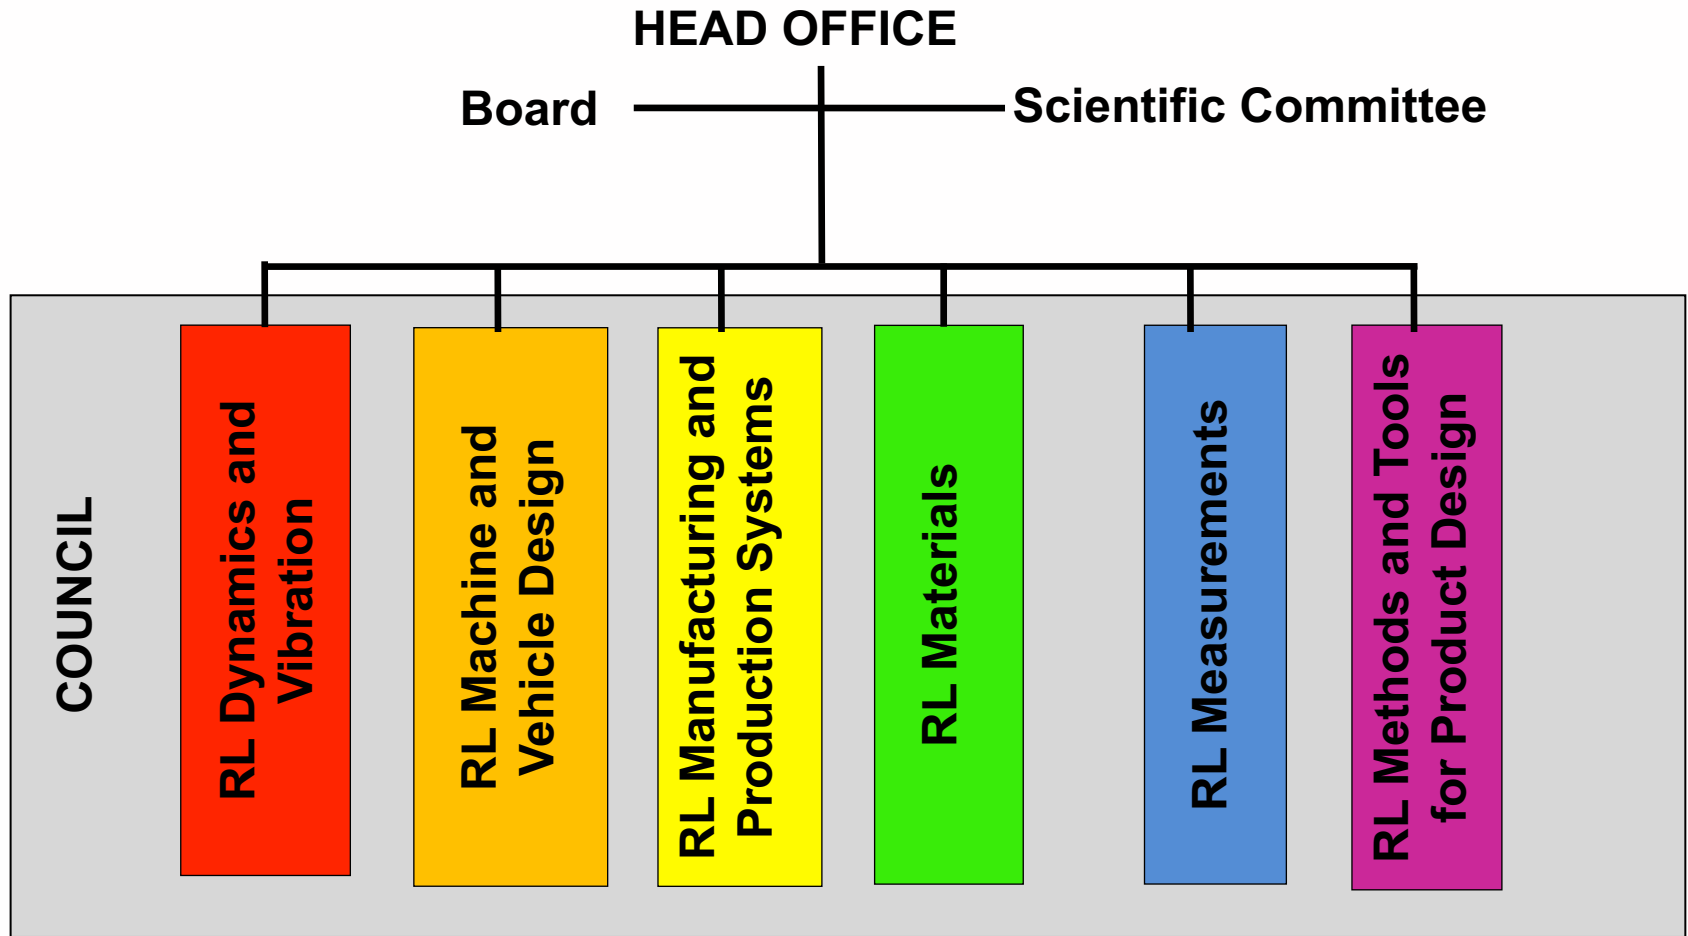 HEAD OFFICE
Board
Scientific Committee
COUNCIL
RL Dynamics and
Vibration
RL Machine and
Vehicle Design
RL Manufacturing and
Production Systems
RL Materials
RL Measurements
RL Methods and Tools
for Product Design